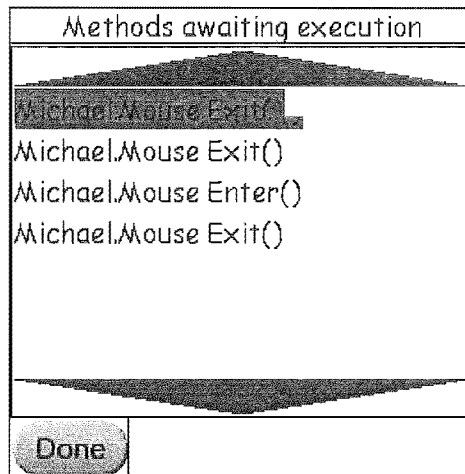 Methods awaiting execution
Michael.Mouse Exit(
Michael.Mouse Exit()
Michael.Mouse Enter()
Michael.Mouse Exit()
Done